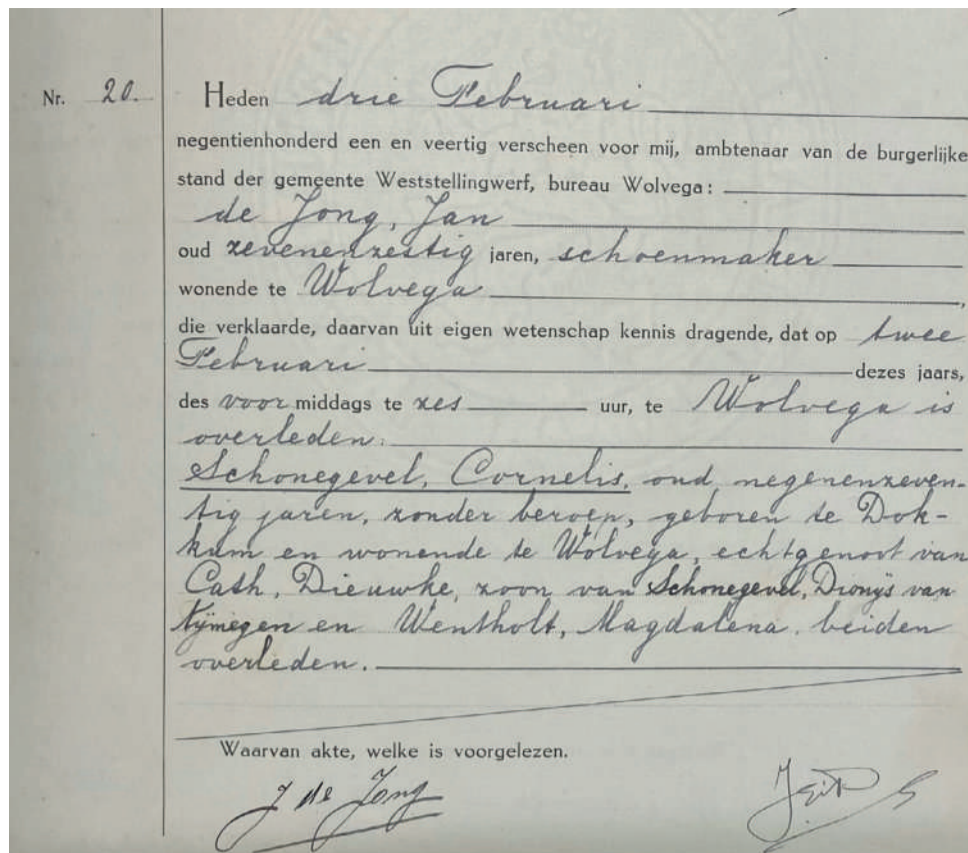 Nr. 20. Heden drie Februari
negentienhonderd een en veertig verscheen voor mij, ambtenaar van de burgerlijke
stand der gemeente Weststellingwerf, bureau Wolvega:
de Jong, Jan
oud zevenenzestig jaren, schoenmaker
wonende te Wolvega,
die verklaarde, daarvan uit eigen wetenschap kennis dragende, dat op twee
Februari dezes jaars,
des voor middags te zes uur, te Wolvega is
overleden:
Schonegevel, Cornelis, oud negenenzeven-
tig jaren, zonder beroep, geboren te Dok-
kum en wonende te Wolvega, echtgenoot van
Cath, Dieuwke, zoon van Schonegevel, Dionijs van
Nijmegen en Wentholt, Magdalena, beiden
overleden.
Waarvan akte, welke is voorgelezen.
J de Jong